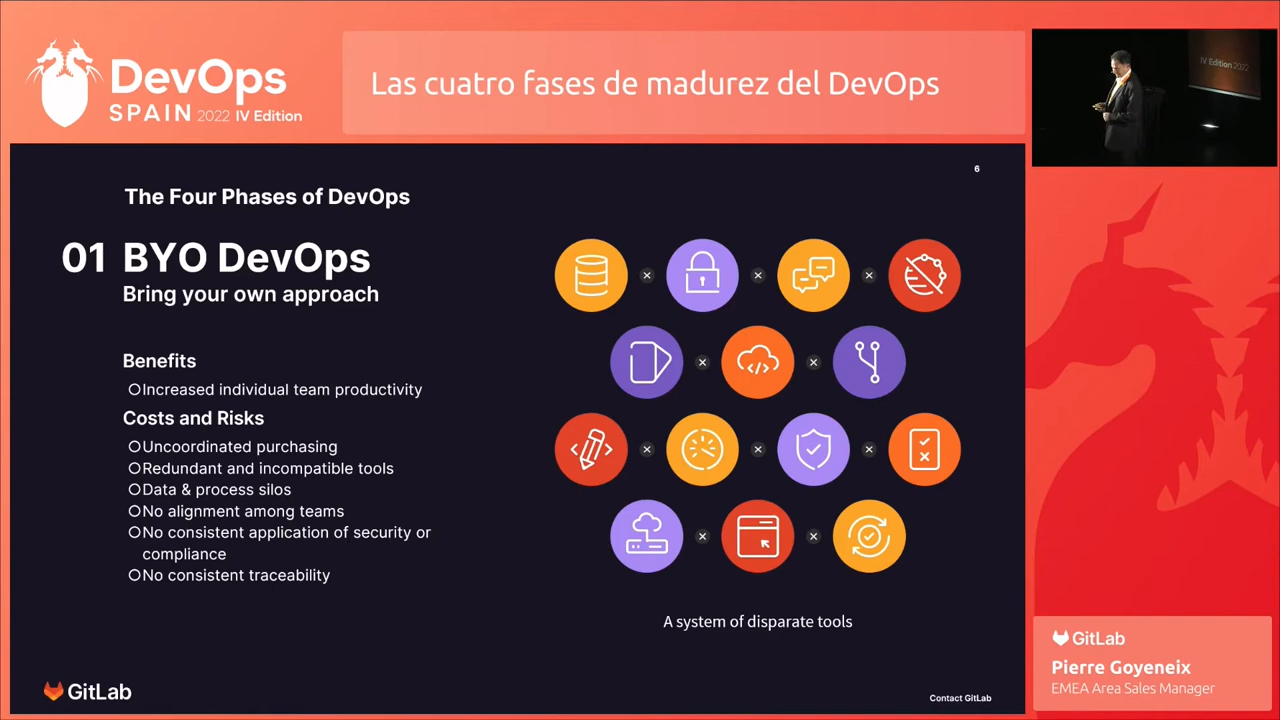 DevOps
SPAIN 2022 IV Edition
Las cuatro fases de madurez del DevOps
IV Edition 2022
6
The Four Phases of DevOps
01 BYO DevOps
Bring your own approach
Benefits
Increased individual team productivity
Costs and Risks
Uncoordinated purchasing
Redundant and incompatible tools
Data & process silos
No alignment among teams
No consistent application of security or
compliance
No consistent traceability
A system of disparate tools
GitLab
Contact GitLab
GitLab
Pierre Goyeneix
EMEA Area Sales Manager